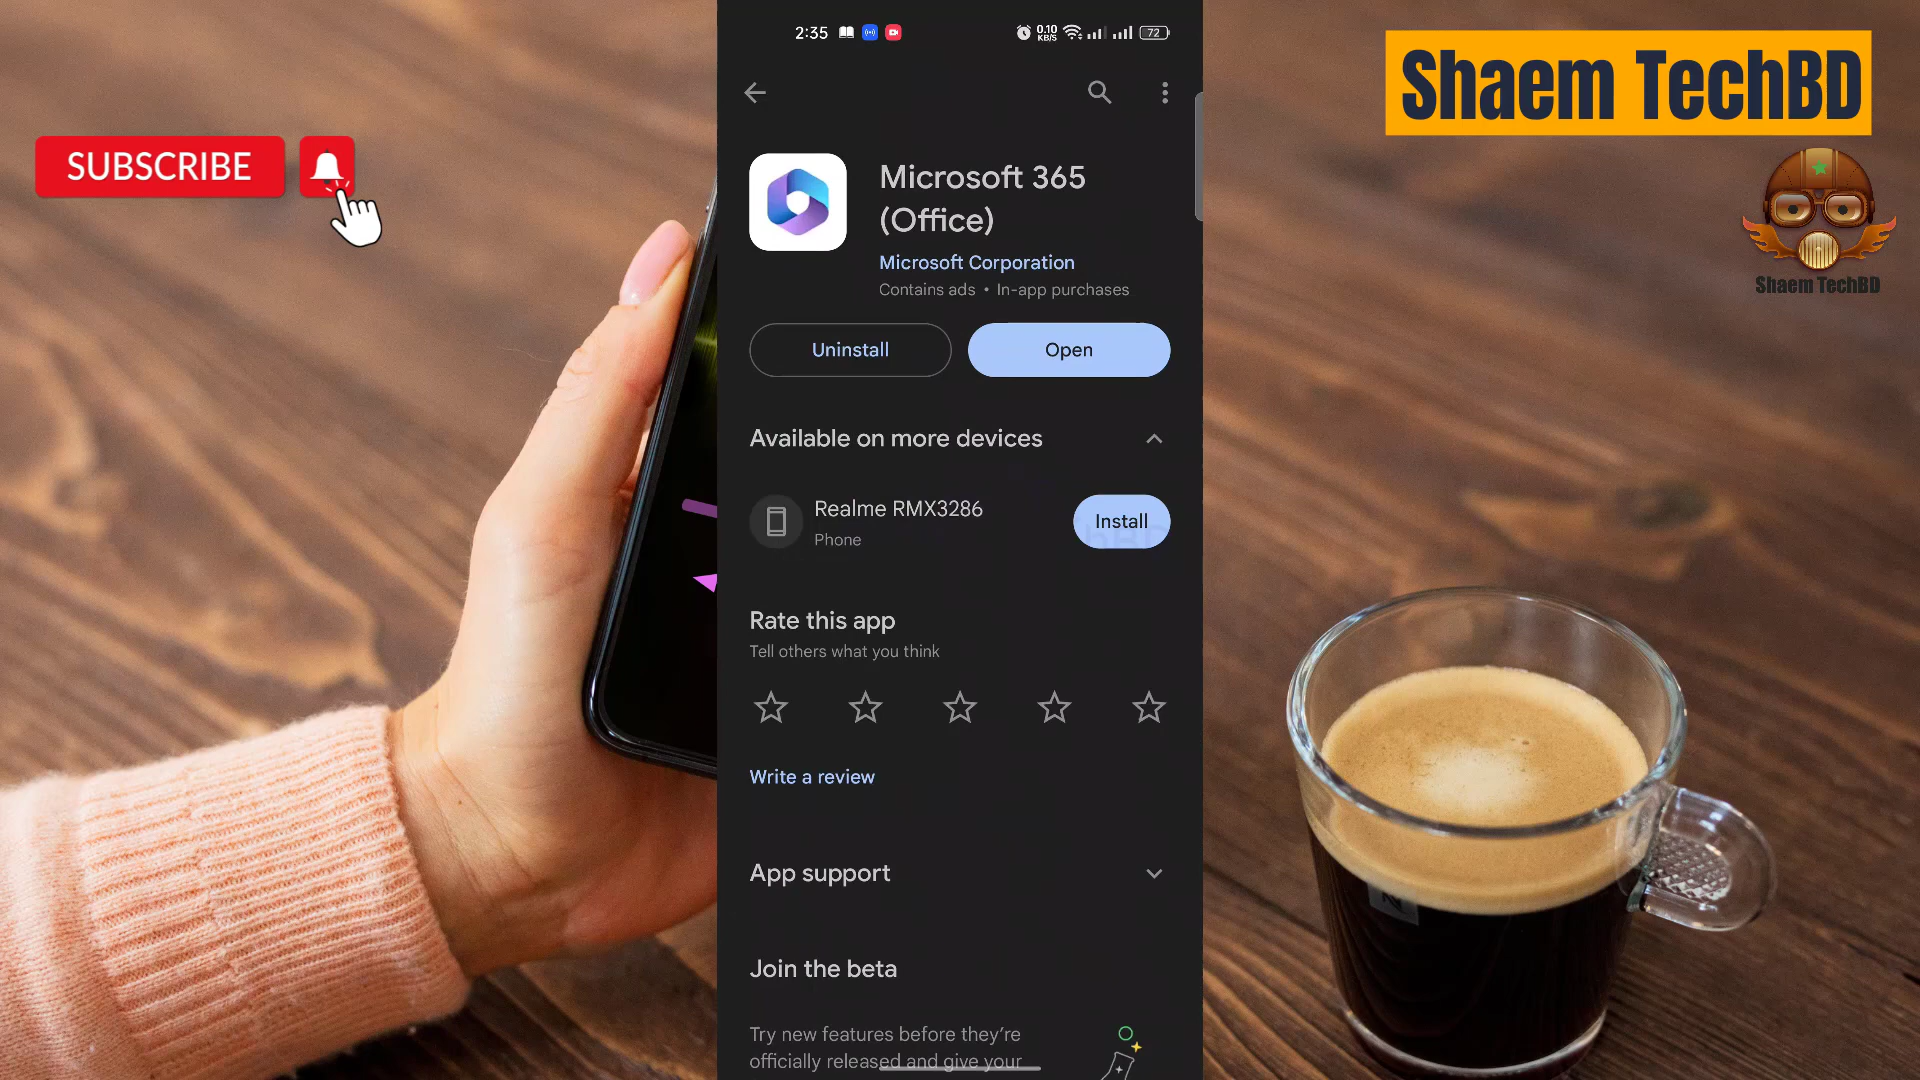 SUBSCRIBE
2:35
0.10
KB/S
72
Microsoft 365
(Office)
Microsoft Corporation
Contains ads • In-app purchases
Uninstall
Open
Available on more devices
Realme RMX3286
Phone
Install
Rate this app
Tell others what you think
Write a review
App support
Join the beta
Try new features before they’re
officially released and give your
Shaem TechBD
Shaem TechBD
N